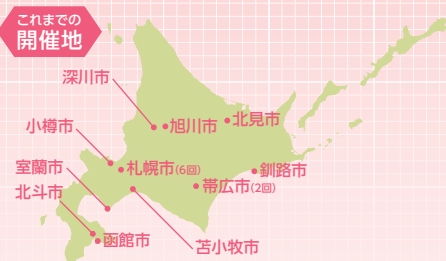 これまでの
開催地
深川市
小樽市
旭川市
北見市
室蘭市
札幌市(6回)
釧路市
北斗市
帯広市(2回)
函館市
苫小牧市